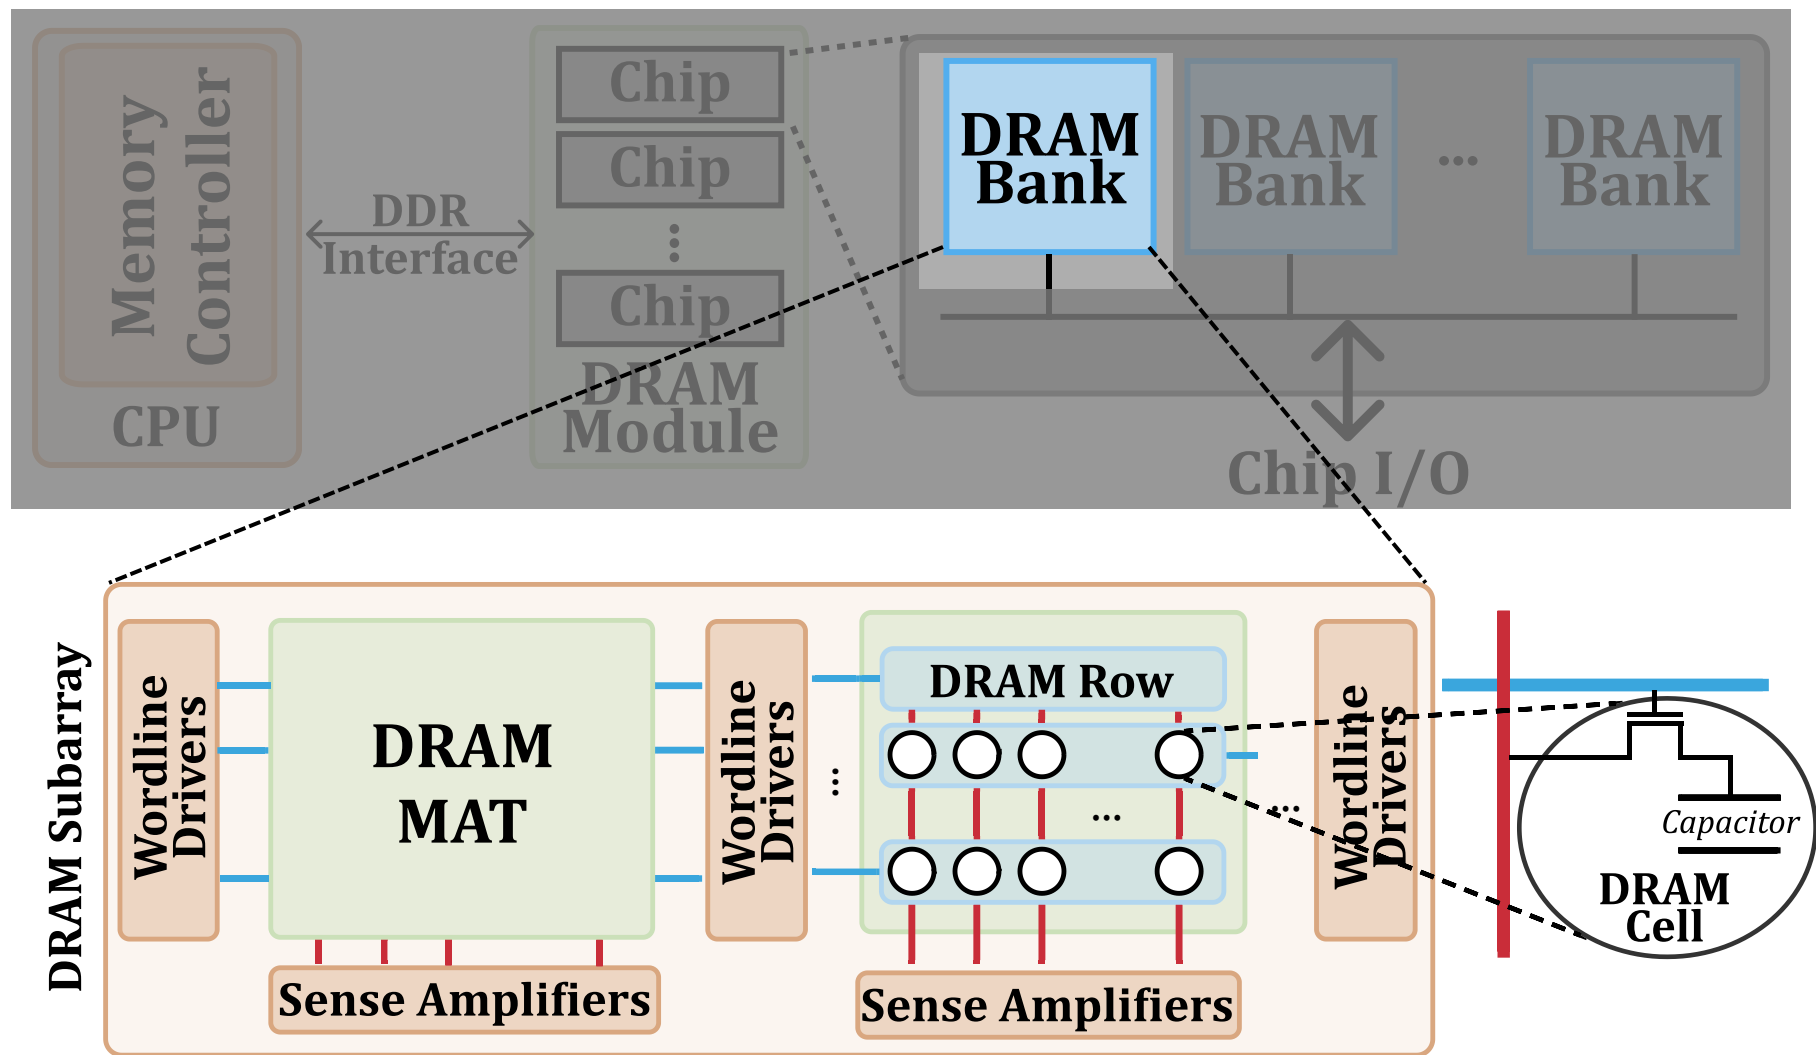 Memory
Controller
CPU
DDR
Interface
Chip
Chip
⋮
Chip
DRAM
Module
DRAM
Bank
DRAM
Bank
...
DRAM
Bank
Chip I/O
DRAM Subarray
Wordline
Drivers
DRAM
MAT
Sense Amplifiers
Wordline
Drivers
...
DRAM Row
...
Sense Amplifiers
...
Wordline
Drivers
Capacitor
DRAM
Cell